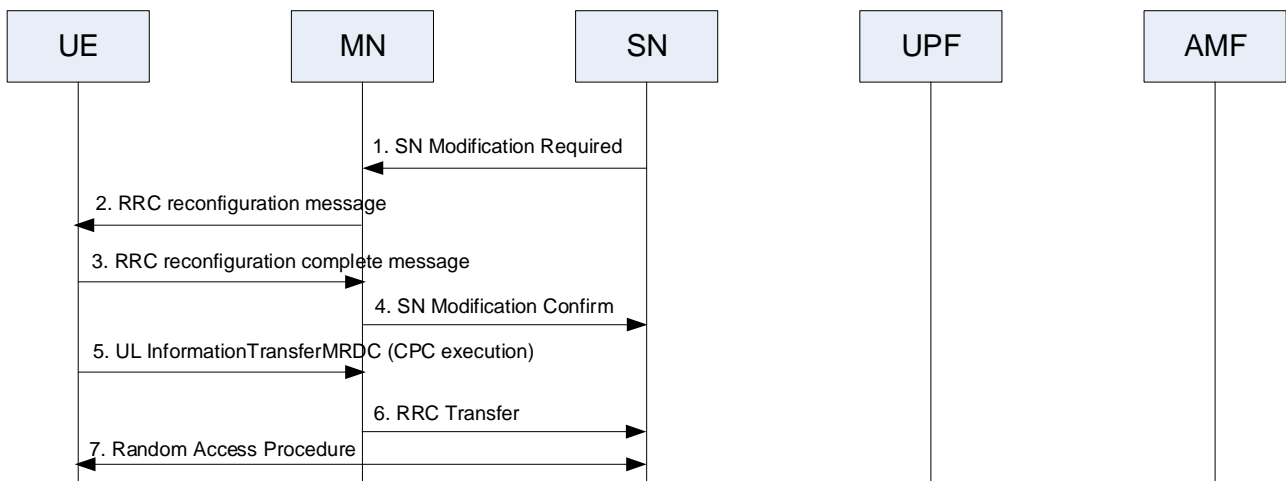 UE
MN
SN
UPF
AMF
1. SN Modification Required
2. RRC reconfiguration message
3. RRC reconfiguration complete message
4. SN Modification Confirm
5. UL InformationTransferMRDC (CPC execution)
6. RRC Transfer
7. Random Access Procedure